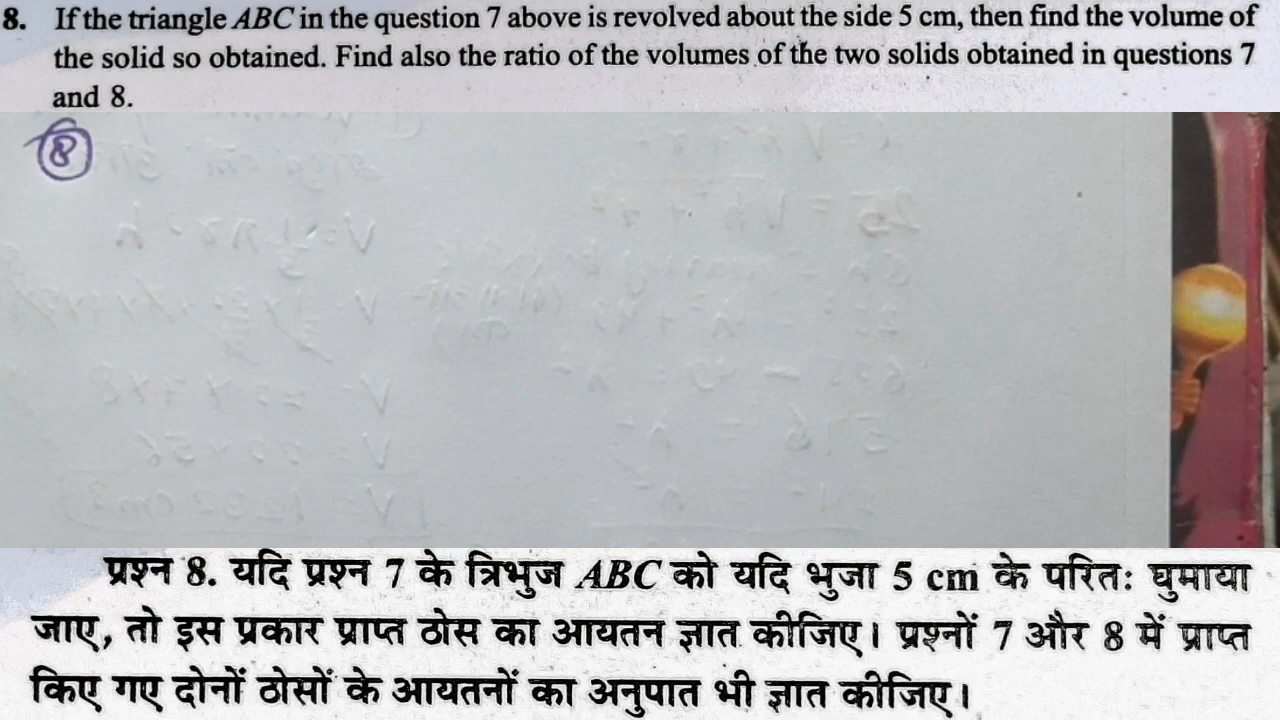 8. If the triangle ABC in the question 7 above is revolved about the side 5 cm, then find the volume of
the solid so obtained. Find also the ratio of the volumes of the two solids obtained in questions 7
and 8.
8
प्रश्न 8. यदि प्रश्न 7 के त्रिभुज ABC को यदि भुजा 5 cm के परितः घुमाया
जाए, तो इस प्रकार प्राप्त ठोस का आयतन ज्ञात कीजिए। प्रश्नों 7 और 8 में प्राप्त
किए गए दोनों ठोसों के आयतनों का अनुपात भी ज्ञात कीजिए।